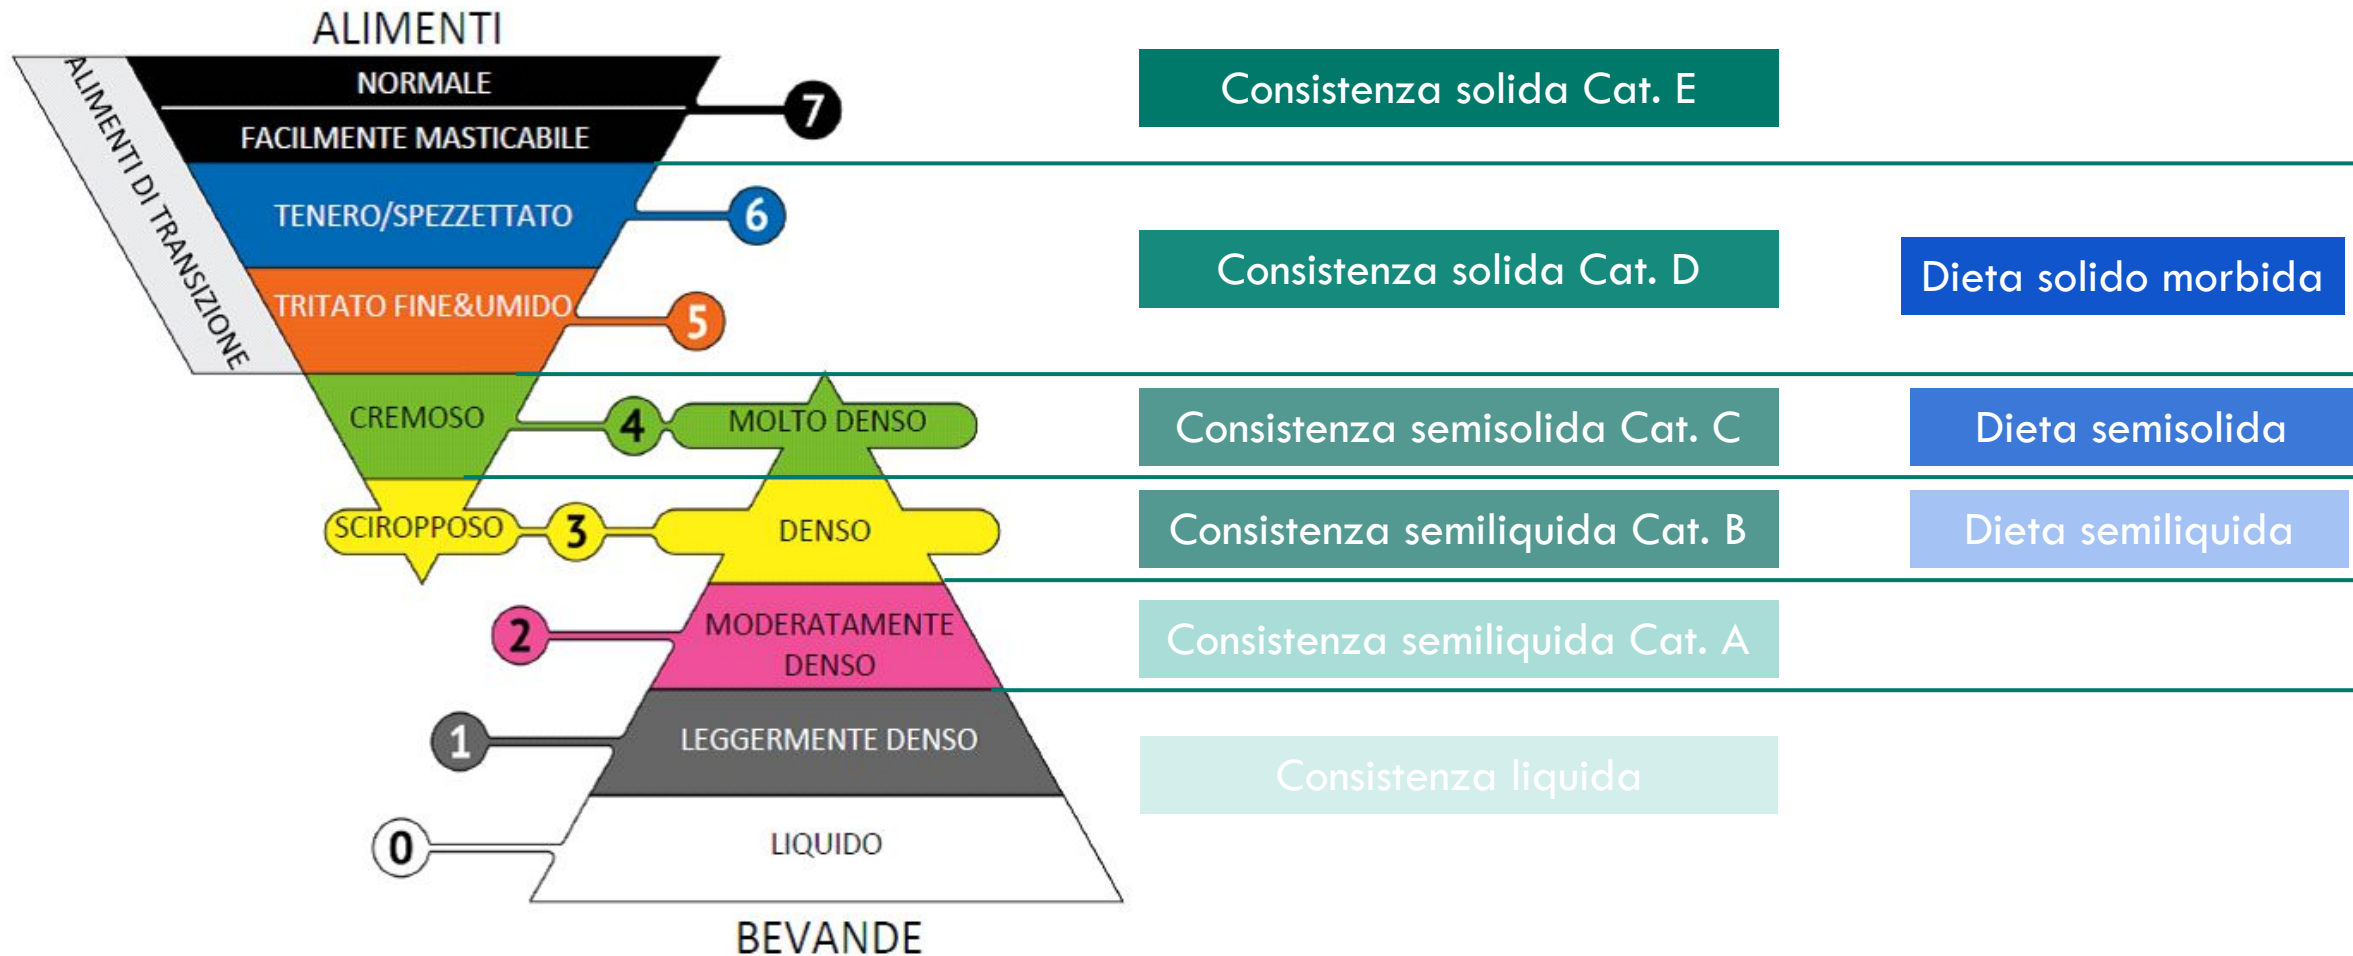 ALIMENTI
ALIMENTI DI TRANSIZIONE
NORMALE
7
FACILMENTE MASTICABILE
TENERO/SPEZZETTATO
6
TRITATO FINE&UMIDO
5
CREMOSO
4
MOLTO DENSO
SCIROPPOSO
3
DENSO
2
MODERATAMENTE
DENSO
1
LEGGERMENTE DENSO
0
LIQUIDO
BEVANDE
Consistenza solida Cat. E
Consistenza solida Cat. D
Dieta solido morbida
Consistenza semisolida Cat. C
Dieta semisolida
Consistenza semiliquida Cat. B
Dieta semiliquida
Consistenza semiliquida Cat. A
Consistenza liquida